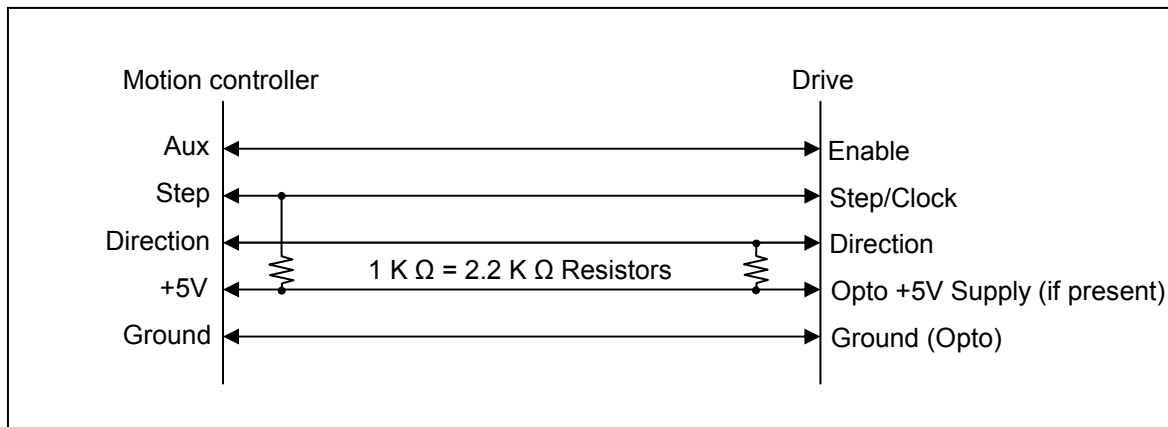 Motion controller Drive
Aux Enable
Step Step/Clock
Direction Direction
1 K Ω = 2.2 K Ω Resistors
+5V Opto +5V Supply (if present)
Ground Ground (Opto)